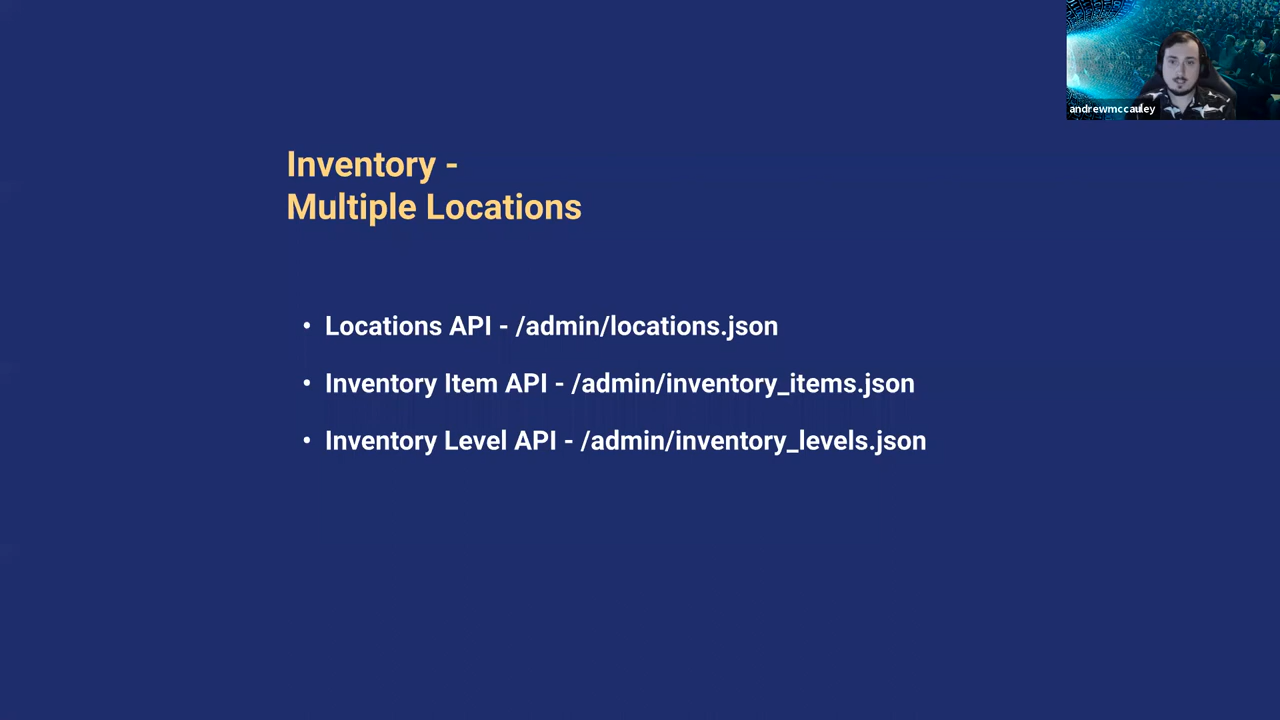 andrewmccauley
Inventory -
Multiple Locations
• Locations API - /admin/locations.json
• Inventory Item API - /admin/inventory_items.json
• Inventory Level API - /admin/inventory_levels.json